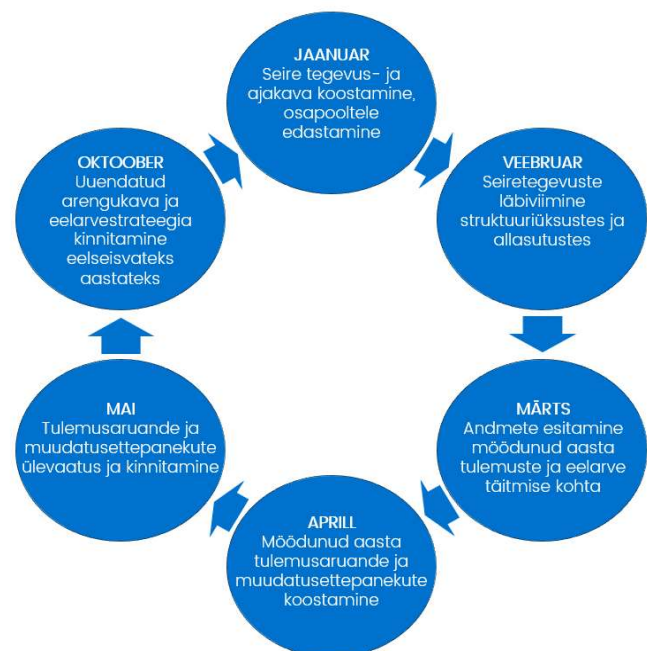 JAANUAR
Seire tegevus- ja
ajakava koostamine,
osapooltele
edastamine
VEEBRUAR
Seiretegevuste
läbiviimine
struktuuriüksustes ja
allasutustes
MÄRTS
Andmete esitamine
möödunud aasta
tulemuste ja eelarve
täitmise kohta
APRILL
Möödunud aasta
tulemusaruande ja
muudatusettepanekute
koostamine
MAI
Tulemusaruande ja
muudatusettepanekute
ülevaatus ja kinnitamine
OKTOOBER
Uuendatud
arengukava ja
eelarvestrateegia
kinnitamine
eelseisvateks
aastateks